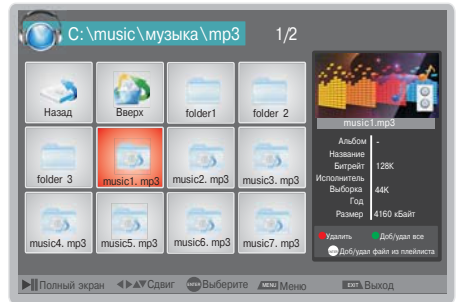 C:\music\музыка\mp3 1/2
Назад Вверх folder1 folder 2
music1.mp3
folder 3 music1. mp3 music2. mp3 music3. mp3
Альбом -
Название
Битрейт 128K
Исполнитель
Выборка 44K
Год
Размер 4160 кБайт
music4. mp3 music5. mp3 music6. mp3 music7. mp3
Удалить Доб/удал все
Доб/удал файл из плейлиста
Полный экран Сдвиг ENTER Выберите MENU Меню EXIT Выход